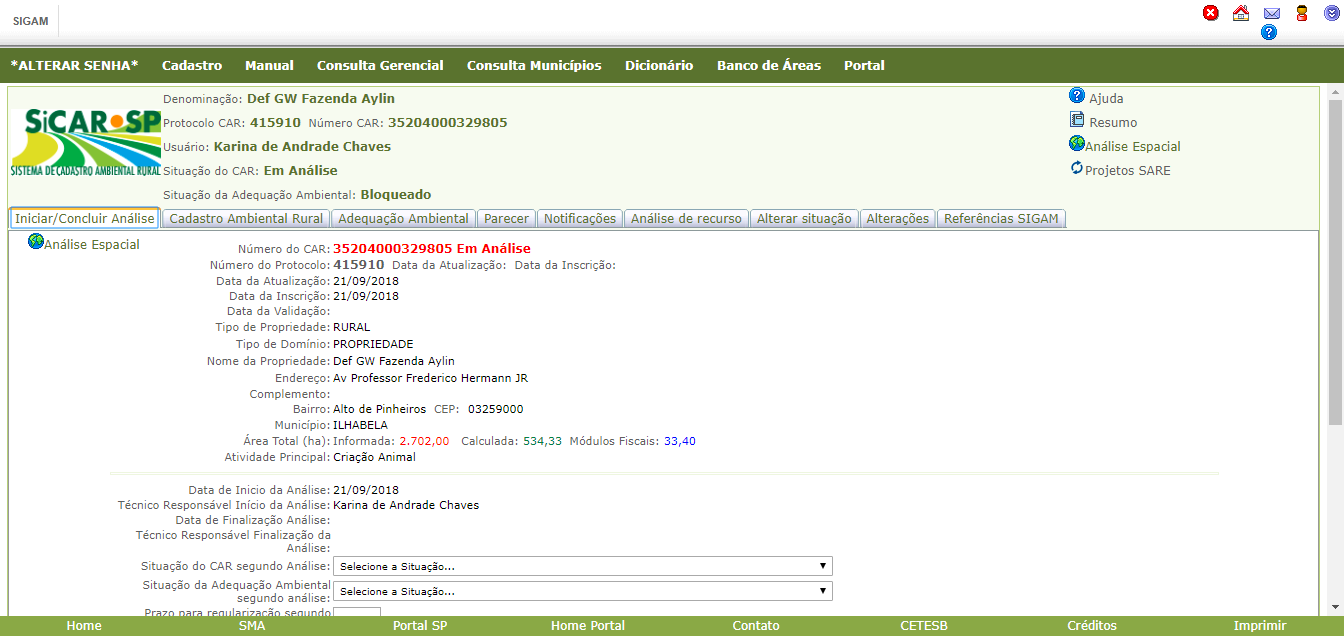 SIGAM
*ALTERAR SENHA* Cadastro Manual Consulta Gerencial Consulta Municípios Dicionário Banco de Áreas Portal
SiCAR SP
SISTEMA DE CADASTRO AMBIENTAL RURAL
Denominação: Def GW Fazenda Aylin
Protocolo CAR: 415910 Número CAR: 35204000329805
Usuário: Karina de Andrade Chaves
Situação do CAR: Em Análise
Situação da Adequação Ambiental: Bloqueado
Ajuda
Resumo
Análise Espacial
Projetos SARE
Iniciar/Concluir Análise Cadastro Ambiental Rural Adequação Ambiental Parecer Notificações Análise de recurso Alterar situação Alterações Referências SIGAM
Análise Espacial
Número do CAR: 35204000329805 Em Análise
Número do Protocolo: 415910 Data da Atualização: Data da Inscrição:
Data da Atualização: 21/09/2018
Data da Inscrição: 21/09/2018
Data da Validação:
Tipo de Propriedade: RURAL
Tipo de Domínio: PROPRIEDADE
Nome da Propriedade: Def GW Fazenda Aylin
Endereço: Av Professor Frederico Hermann JR
Complemento:
Bairro: Alto de Pinheiros CEP: 03259000
Município: ILHABELA
Área Total (ha): Informada: 2.702,00 Calculada: 534,33 Módulos Fiscais: 33,40
Atividade Principal: Criação Animal
Data de Inicio da Análise: 21/09/2018
Técnico Responsável Início da Análise: Karina de Andrade Chaves
Data de Finalização Análise:
Técnico Responsável Finalização da
Análise:
Situação do CAR segundo Análise: Selecione a Situação...
Situação da Adequação Ambiental
segundo análise: Selecione a Situação...
Prazo para regularização segundo
Home SMA Portal SP Home Portal Contato CETESB Créditos Imprimir